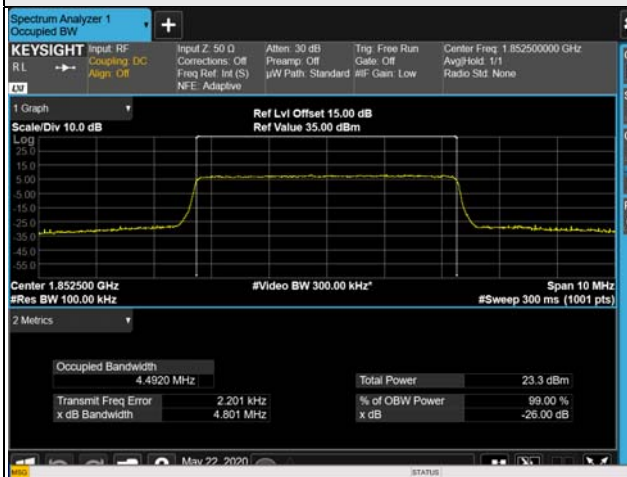 Spectrum Analyzer 1
Occupied BW
KEYSIGHT Input: RF Input Z: 50 Ω Atten: 30 dB Trig: Free Run Center Freq: 1.852500000 GHz
RL Coupling: DC Corrections: Off Preamp: Off Gate: Off Avg|Hold: 1/1
Align: Off Freq Ref: Int (S) µW Path: Standard #IF Gain: Low Radio Std: None
LXI NFE: Adaptive
1 Graph
Ref Lvl Offset 15.00 dB
Scale/Div 10.0 dB Ref Value 35.00 dBm
Log
25.0
15.0
5.00
-5.00
-15.0
-25.0
-35.0
-45.0
-55.0
Center 1.852500 GHz #Video BW 300.00 kHz* Span 10 MHz
#Res BW 100.00 kHz #Sweep 300 ms (1001 pts)
2 Metrics
Occupied Bandwidth
4.4920 MHz Total Power 23.3 dBm
Transmit Freq Error 2.201 kHz % of OBW Power 99.00 %
x dB Bandwidth 4.801 MHz x dB -26.00 dB
May 22, 2020
MSG STATUS